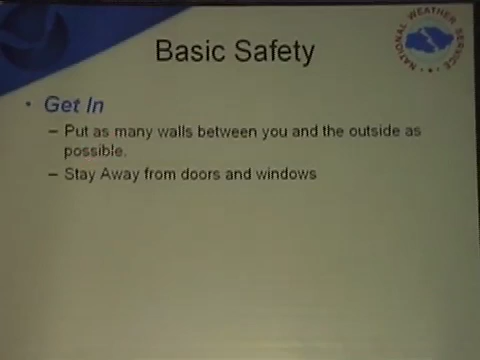 Basic Safety
NATIONAL WEATHER SERVICE
• Get In
– Put as many walls between you and the outside as
possible.
– Stay Away from doors and windows